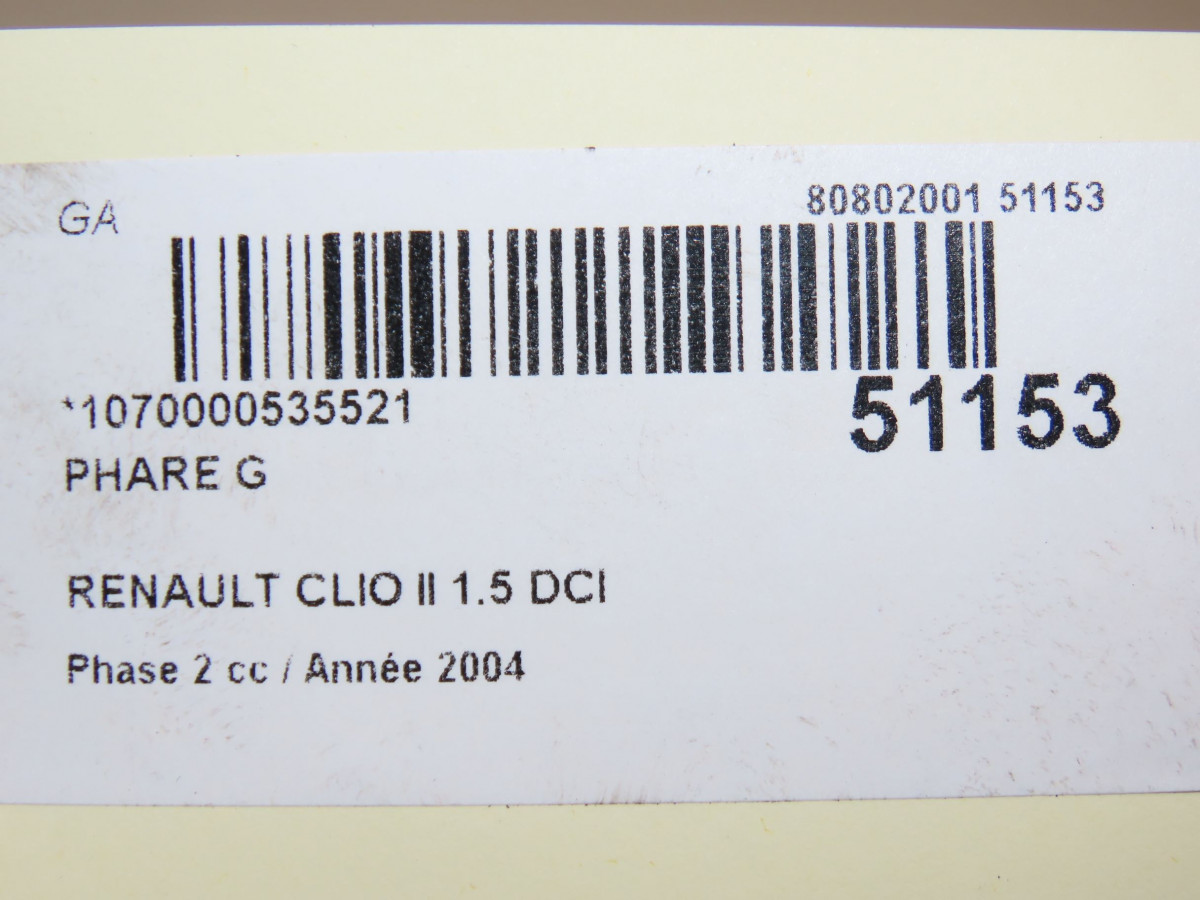 GA
80802001 51153
*1070000535521
51153
PHARE G
RENAULT CLIO II 1.5 DCI
Phase 2 cc / Année 2004